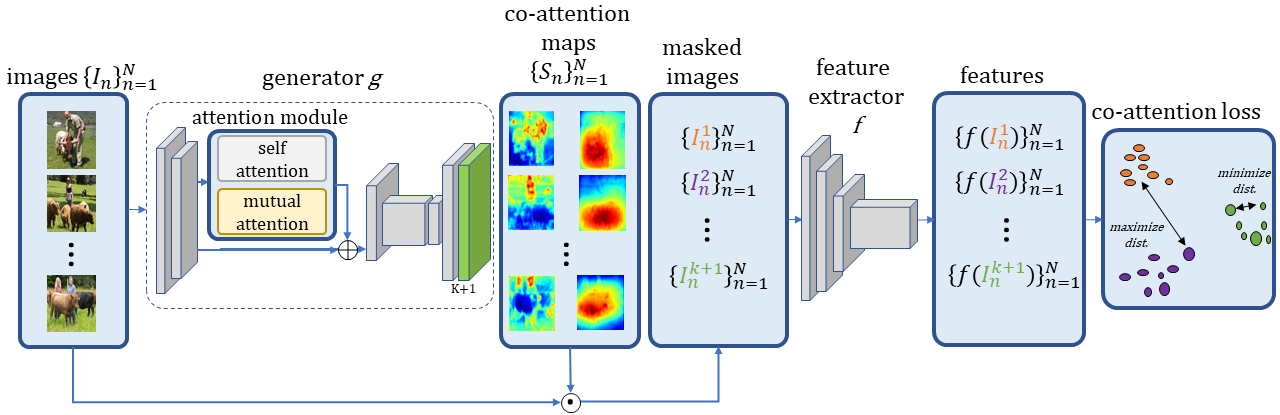 images {I_n}_{n=1}^N
generator g
attention module
self
attention
mutual
attention
K+1
co-attention
maps
{S_n}_{n=1}^N
masked
images
{I_n^1}_{n=1}^N
{I_n^2}_{n=1}^N
{I_n^{k+1}}_{n=1}^N
feature
extractor
f
features
{f(I_n^1)}_{n=1}^N
{f(I_n^2)}_{n=1}^N
{f(I_n^{k+1})}_{n=1}^N
co-attention loss
minimize
dist.
maximize
dist.